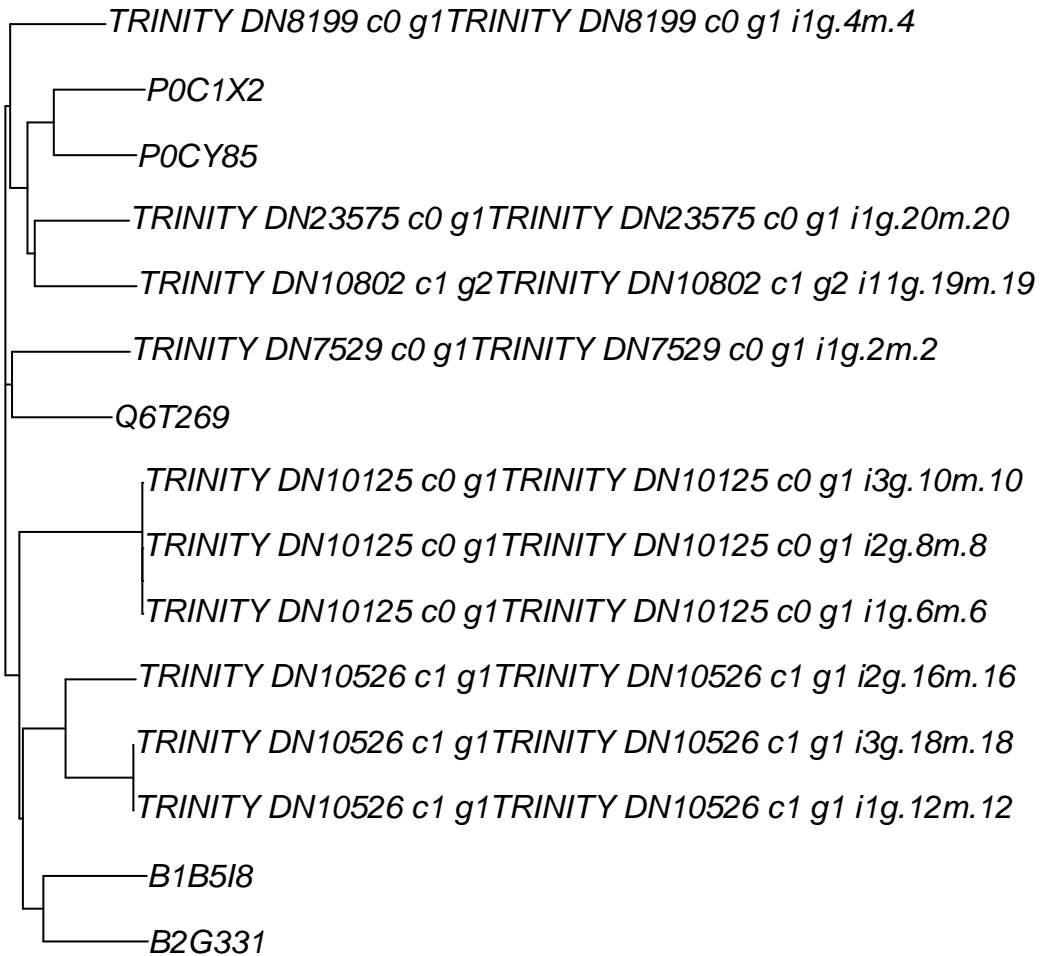 TRINITY DN8199 c0 g1TRINITY DN8199 c0 g1 i1g.4m.4
P0C1X2
P0CY85
TRINITY DN23575 c0 g1TRINITY DN23575 c0 g1 i1g.20m.20
TRINITY DN10802 c1 g2TRINITY DN10802 c1 g2 i11g.19m.19
TRINITY DN7529 c0 g1TRINITY DN7529 c0 g1 i1g.2m.2
Q6T269
TRINITY DN10125 c0 g1TRINITY DN10125 c0 g1 i3g.10m.10
TRINITY DN10125 c0 g1TRINITY DN10125 c0 g1 i2g.8m.8
TRINITY DN10125 c0 g1TRINITY DN10125 c0 g1 i1g.6m.6
TRINITY DN10526 c1 g1TRINITY DN10526 c1 g1 i2g.16m.16
TRINITY DN10526 c1 g1TRINITY DN10526 c1 g1 i3g.18m.18
TRINITY DN10526 c1 g1TRINITY DN10526 c1 g1 i1g.12m.12
B1B5I8
B2G331